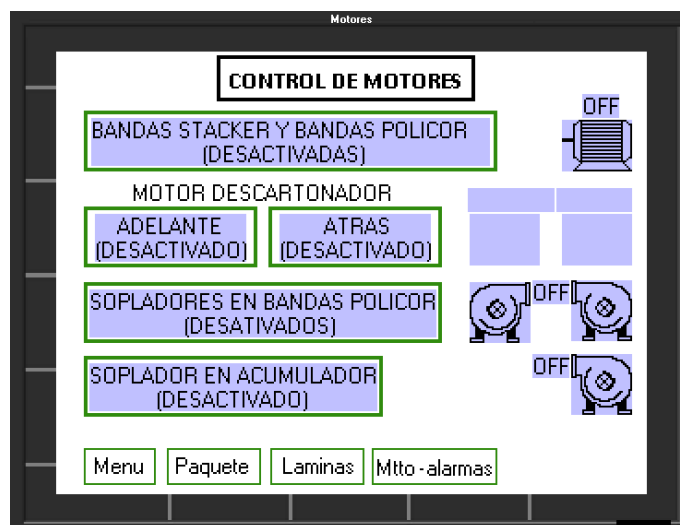 Motores
CONTROL DE MOTORES
OFF
BANDAS STACKER Y BANDAS POLICOR
(DESACTIVADAS)
MOTOR DESCARTONADOR
ADELANTE
(DESACTIVADO)
ATRAS
(DESACTIVADO)
SOPLADORES EN BANDAS POLICOR
(DESATIVADOS)
OFF
SOPLADOR EN ACUMULADOR
(DESACTIVADO)
OFF
Menu
Paquete
Laminas
Mtto-alarmas